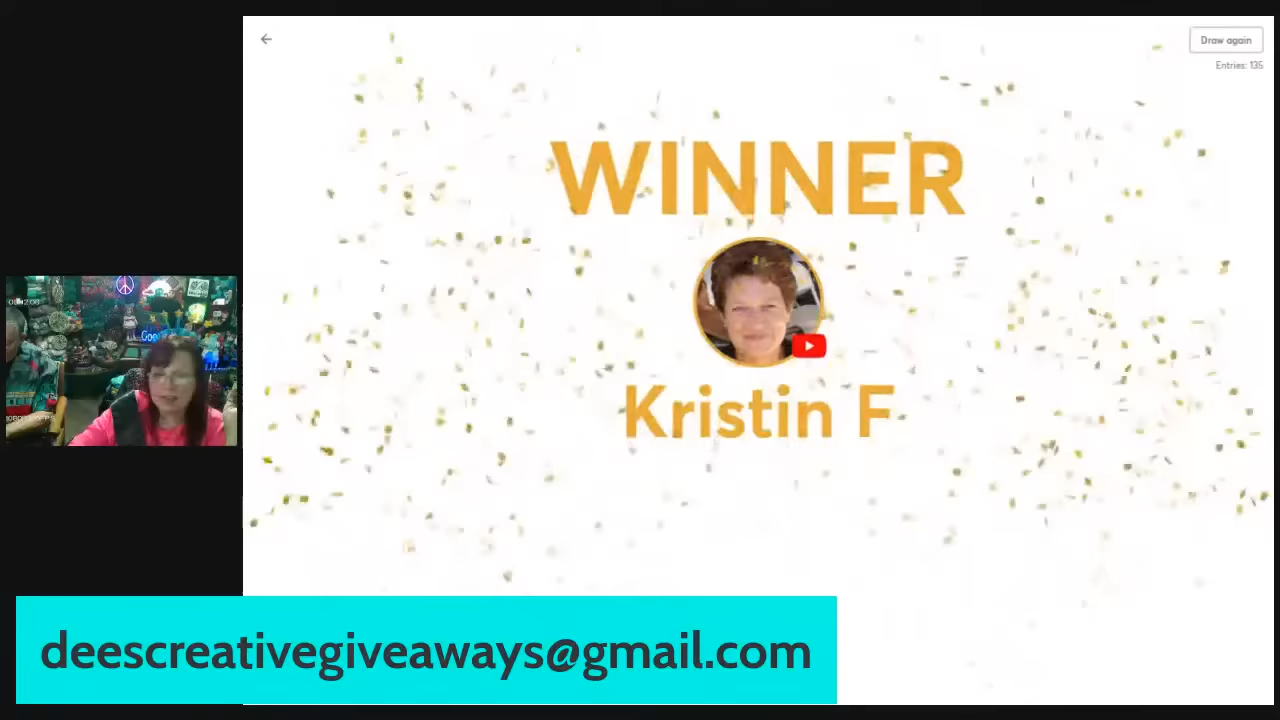 Draw again
Entries: 135
WINNER
Kristin F
deescreativegiveaways@gmail.com